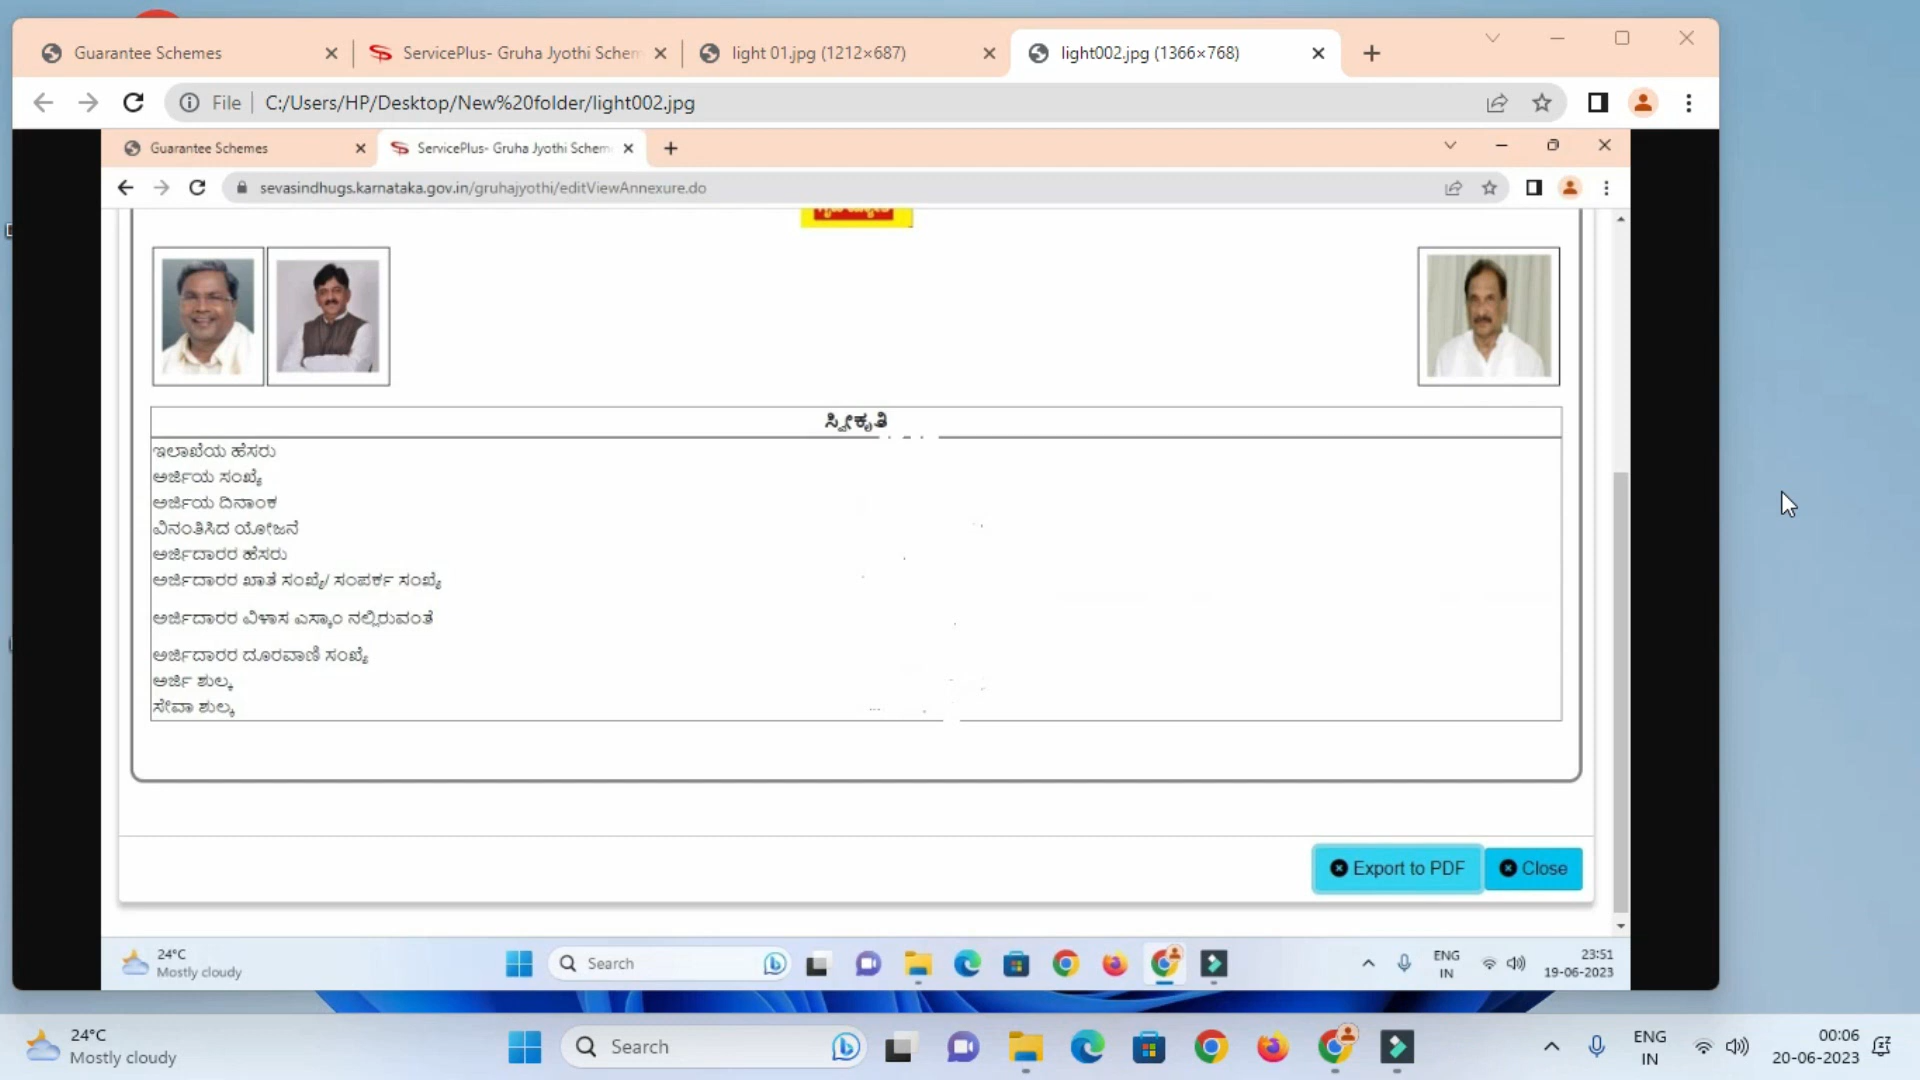 Guarantee Schemes
ServicePlus- Gruha Jyothi Schem
light 01.jpg (1212×687)
light002.jpg (1366×768)
File
C:/Users/HP/Desktop/New%20folder/light002.jpg
Guarantee Schemes
ServicePlus- Gruha Jyothi Schem
sevasindhugs.karnataka.gov.in/gruhajyothi/editViewAnnexure.do
ಸ್ವೀಕೃತಿ
ಇಲಾಖೆಯ ಹೆಸರು
ಅರ್ಜಿಯ ಸಂಖ್ಯೆ
ಅರ್ಜಿಯ ದಿನಾಂಕ
ವಿನಂತಿಸಿದ ಯೋಜನೆ
ಅರ್ಜಿದಾರರ ಹೆಸರು
ಅರ್ಜಿದಾರರ ಖಾತೆ ಸಂಖ್ಯೆ/ ಸಂಪರ್ಕ ಸಂಖ್ಯೆ
ಅರ್ಜಿದಾರರ ವಿಳಾಸ ಎಸ್ಕಾಂ ನಲ್ಲಿರುವಂತೆ
ಅರ್ಜಿದಾರರ ದೂರವಾಣಿ ಸಂಖ್ಯೆ
ಅರ್ಜಿ ಶುಲ್ಕ
ಸೇವಾ ಶುಲ್ಕ
Export to PDF
Close
24°C
Mostly cloudy
Search
ENG
IN
23:51
19-06-2023
24°C
Mostly cloudy
Search
ENG
IN
00:06
20-06-2023